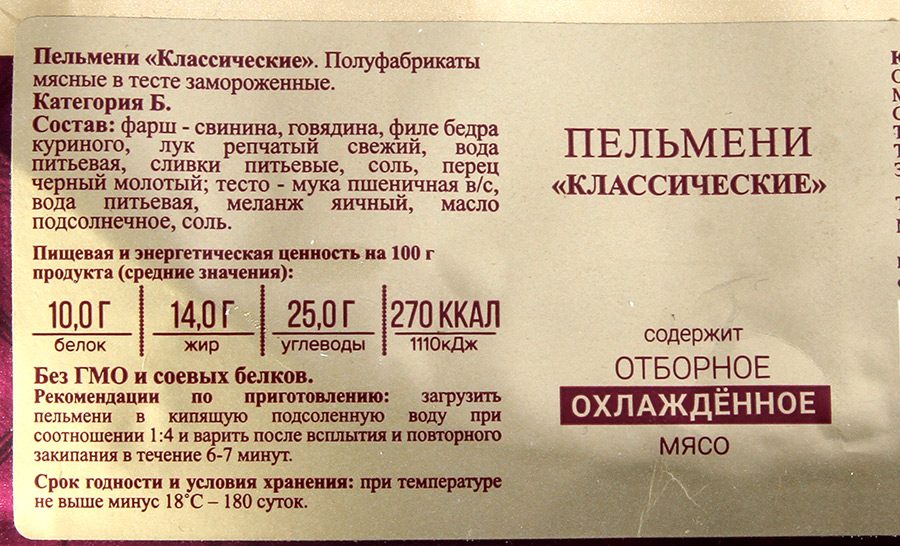 Пельмени «Классические». Полуфабрикаты
мясные в тесте замороженные.
Категория Б.
Состав: фарш - свинина, говядина, филе бедра
куриного, лук репчатый свежий, вода
питьевая, сливки питьевые, соль, перец
черный молотый; тесто - мука пшеничная в/с,
вода питьевая, меланж яичный, масло
подсолнечное, соль.
Пищевая и энергетическая ценность на 100 г
продукта (средние значения):
10,0 Г 14,0 Г 25,0 Г 270 ККАЛ
белок жир углеводы 1110кДж
Без ГМО и соевых белков.
Рекомендации по приготовлению: загрузить
пельмени в кипящую подсоленную воду при
соотношении 1:4 и варить после всплытия и повторного
закипания в течение 6-7 минут.
Срок годности и условия хранения: при температуре
не выше минус 18˚С – 180 суток.
ПЕЛЬМЕНИ
«КЛАССИЧЕСКИЕ»
содержит
ОТБОРНОЕ
ОХЛАЖДЁННОЕ
МЯСО